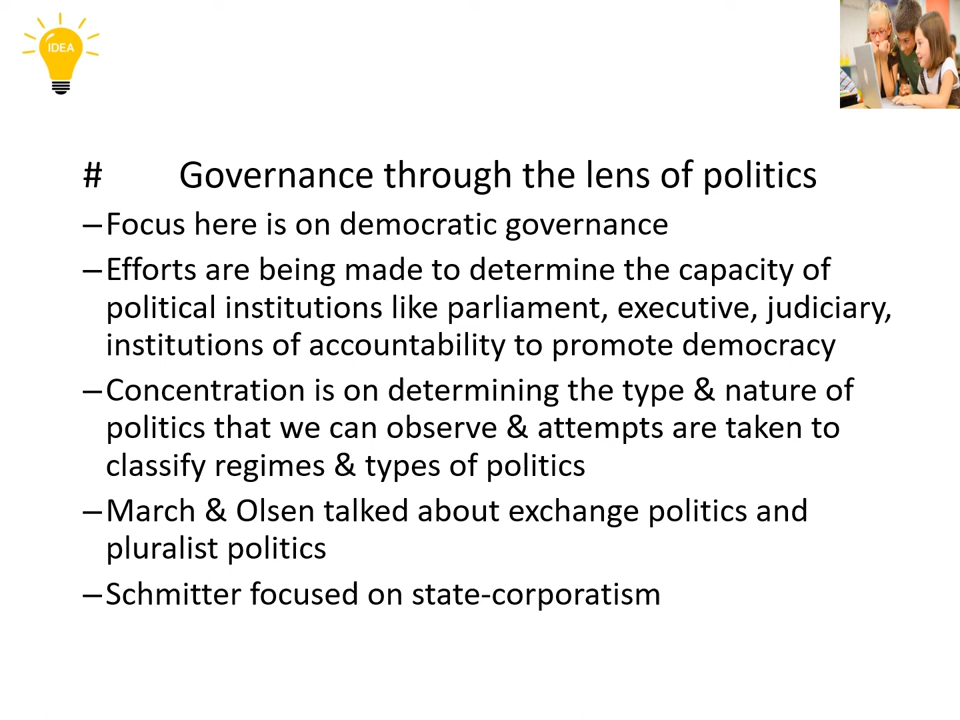 IDEA
# Governance through the lens of politics
–Focus here is on democratic governance
–Efforts are being made to determine the capacity of
political institutions like parliament, executive, judiciary,
institutions of accountability to promote democracy
–Concentration is on determining the type & nature of
politics that we can observe & attempts are taken to
classify regimes & types of politics
–March & Olsen talked about exchange politics and
pluralist politics
–Schmitter focused on state-corporatism